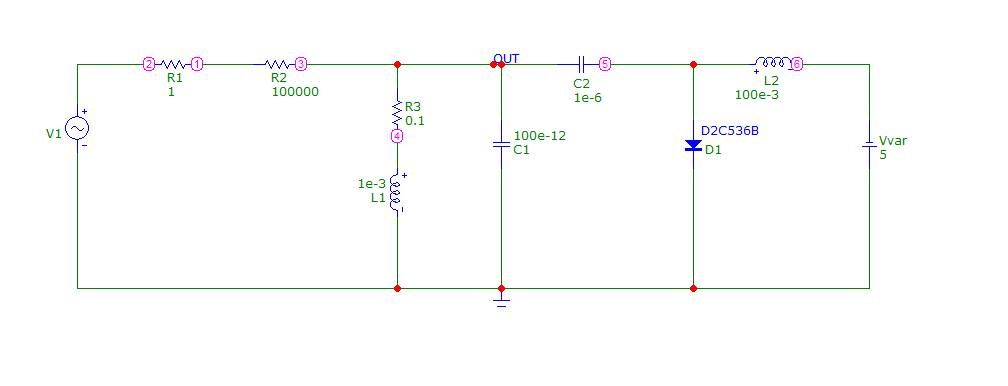 OUT
2
1
3
5
6
R1
1
R2
100000
C2
1e-6
+
L2
100e-3
+
V1
-
R3
0.1
4
100e-12
C1
D2C536B
D1
Vvar
5
1e-3
L1
+
-